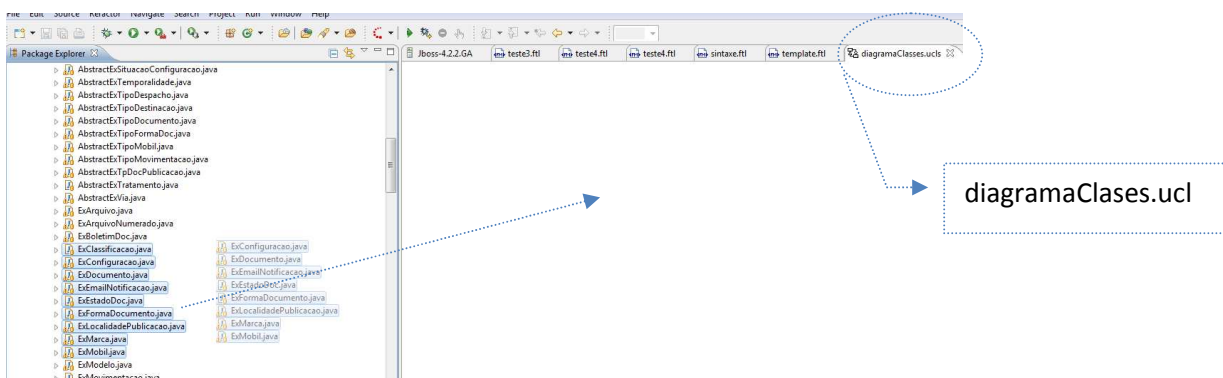 File Edit Source Refactor Navigate Search Project Run Window Help
Package Explorer
Jboss-4.2.2.GA teste3.ftl teste4.ftl teste4.ftl sintaxe.ftl template.ftl diagramaClasses.ucls
AbstractExSituacaoConfiguracao.java
AbstractExTemporalidade.java
AbstractExTipoDespacho.java
AbstractExTipoDestinacao.java
AbstractExTipoDocumento.java
AbstractExTipoFormaDoc.java
AbstractExTipoMobil.java
AbstractExTipoMovimentacao.java
AbstractExTpDocPublicacao.java
AbstractExTratamento.java
AbstractExVia.java
ExArquivo.java
ExArquivoNumerado.java
ExBoletimDoc.java
ExClassificacao.java
ExConfiguracao.java
ExDocumento.java
ExEmailNotificacao.java
ExEstadoDoc.java
ExFormaDocumento.java
ExLocalidadePublicacao.java
ExMarca.java
ExMobil.java
ExModelo.java
ExMovimentacao.java
ExConfiguracao.java
ExDocumento.java
ExEmailNotificacao.java
ExEstadoDoc.java
ExFormaDocumento.java
ExLocalidadePublicacao.java
ExMarca.java
ExMobil.java
diagramaClases.ucl